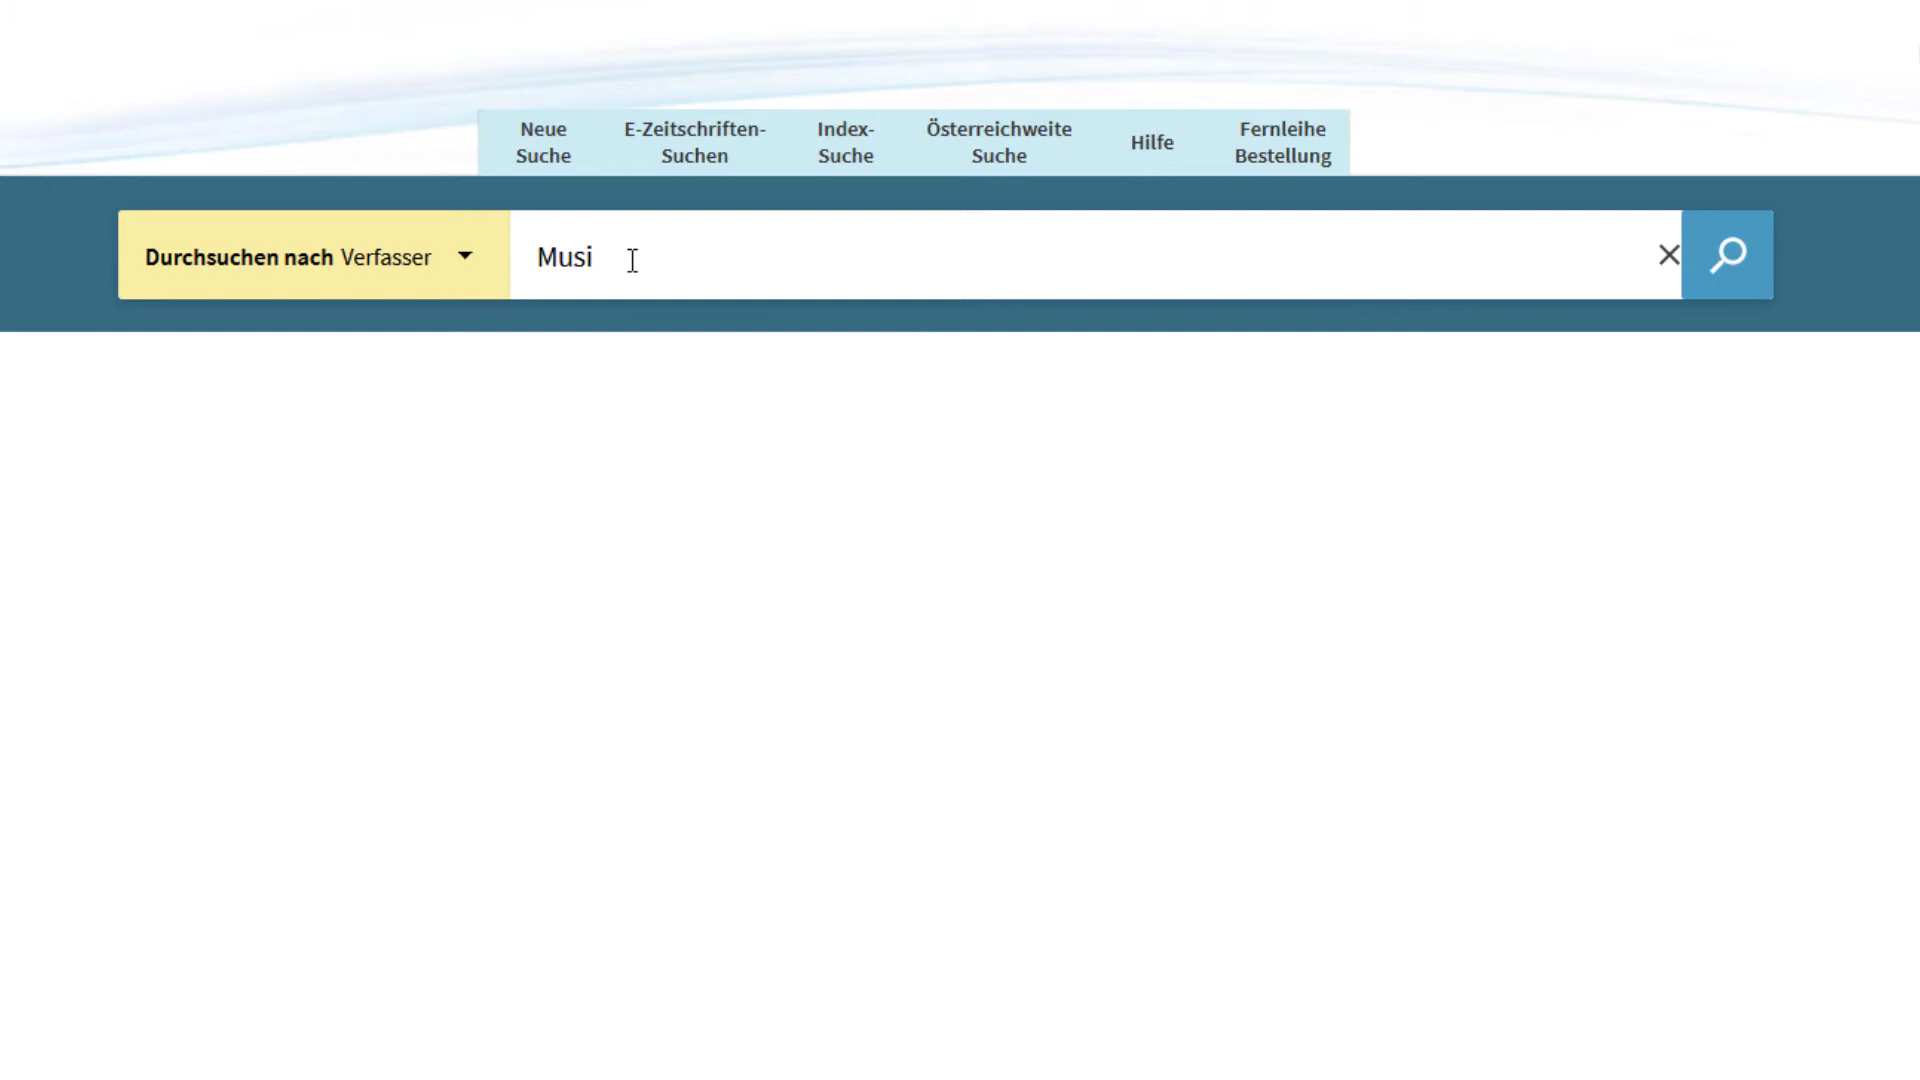 Neue
Suche
E-Zeitschriften-
Suchen
Index-
Suche
Österreichweite
Suche
Hilfe
Fernleihe
Bestellung
Durchsuchen nach Verfasser
Musi